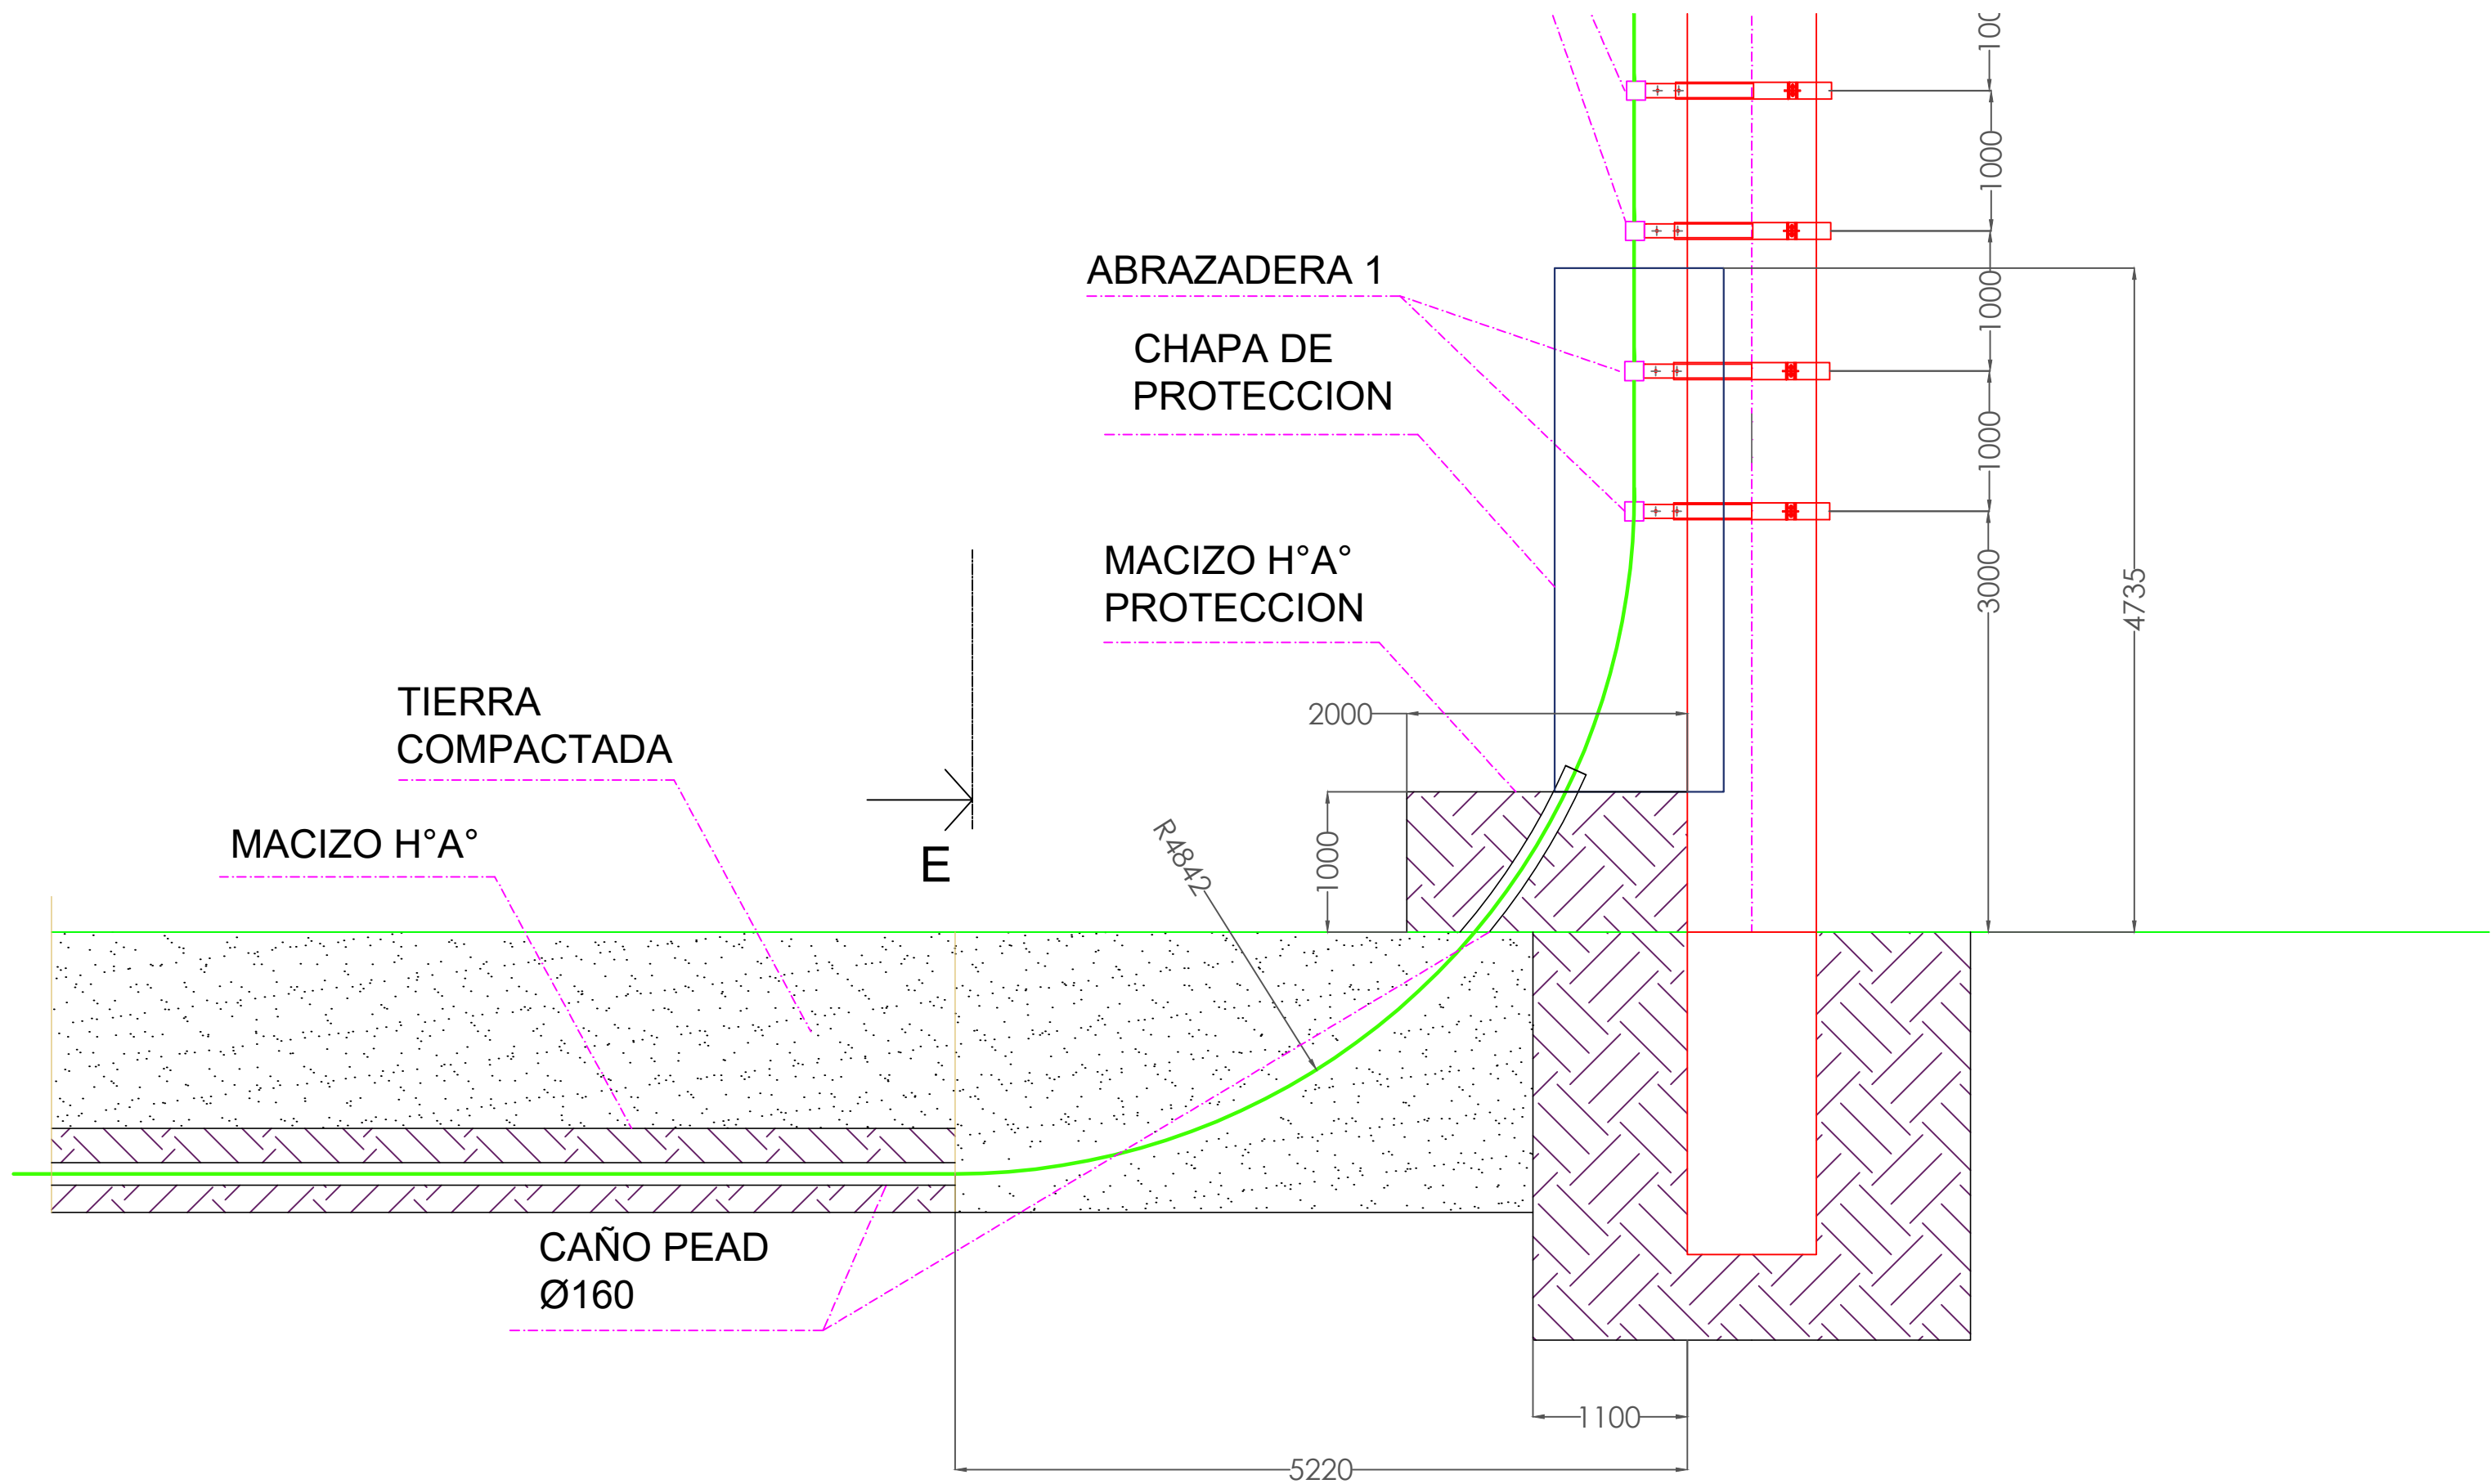 100
1000
ABRAZADERA 1
1000
CHAPA DE
PROTECCION
1000
MACIZO H°A°
PROTECCION
3000
4735
TIERRA
COMPACTADA
2000
MACIZO H°A°
E
R4842
1000
CAÑO PEAD
Ø160
1100
5220